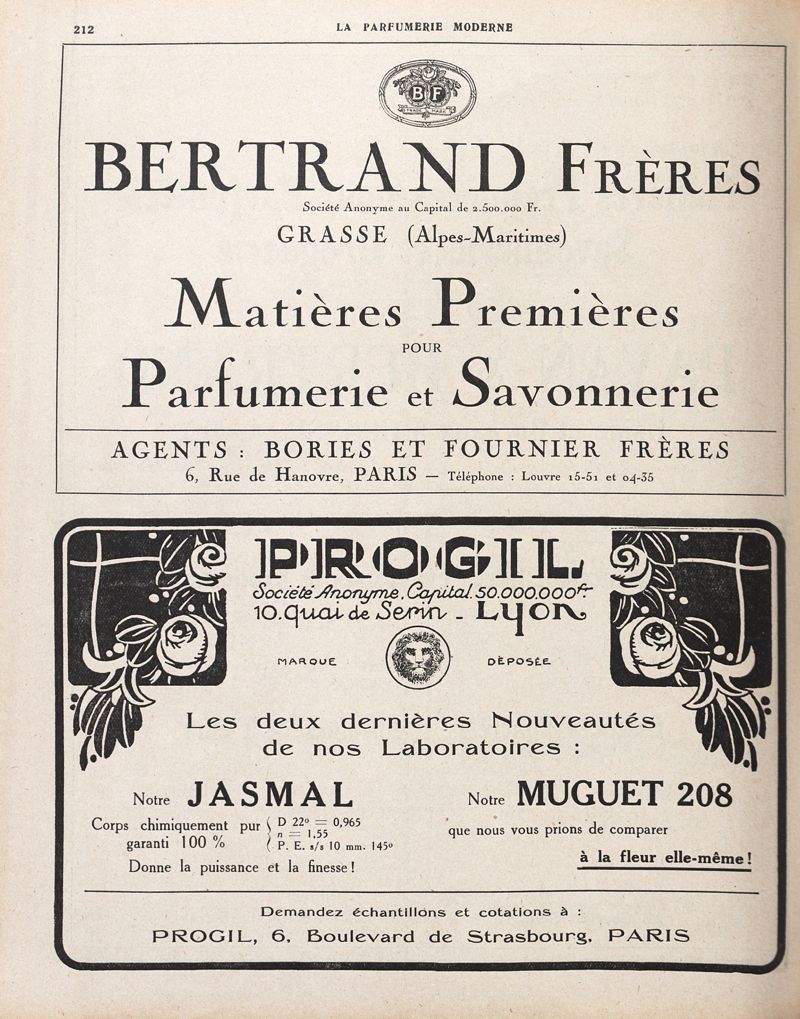 212
LA PARFUMERIE MODERNE
B F
TRADE MARK
BERTRAND FRÈRES
Société Anonyme au Capital de 2.500.000 Fr.
GRASSE (Alpes-Maritimes)
Matières Premières
POUR
Parfumerie et Savonnerie
AGENTS : BORIES ET FOURNIER FRÈRES
6, Rue de Hanovre, PARIS — Téléphone : Louvre 15-51 et 04-35
PROGIL
Société Anonyme, Capital. 50.000.000fr
10. quai de Serin - Lyon
MARQUE DÉPOSÉE
Les deux dernières Nouveautés
de nos Laboratoires :
Notre JASMAL
Corps chimiquement pur
garanti 100 %
D 22º = 0,965
n = 1,55
P. E. s/s 10 mm. 145º
Donne la puissance et la finesse !
Notre MUGUET 208
que nous vous prions de comparer
à la fleur elle-même !
Demandez échantillons et cotations à :
PROGIL, 6, Boulevard de Strasbourg, PARIS